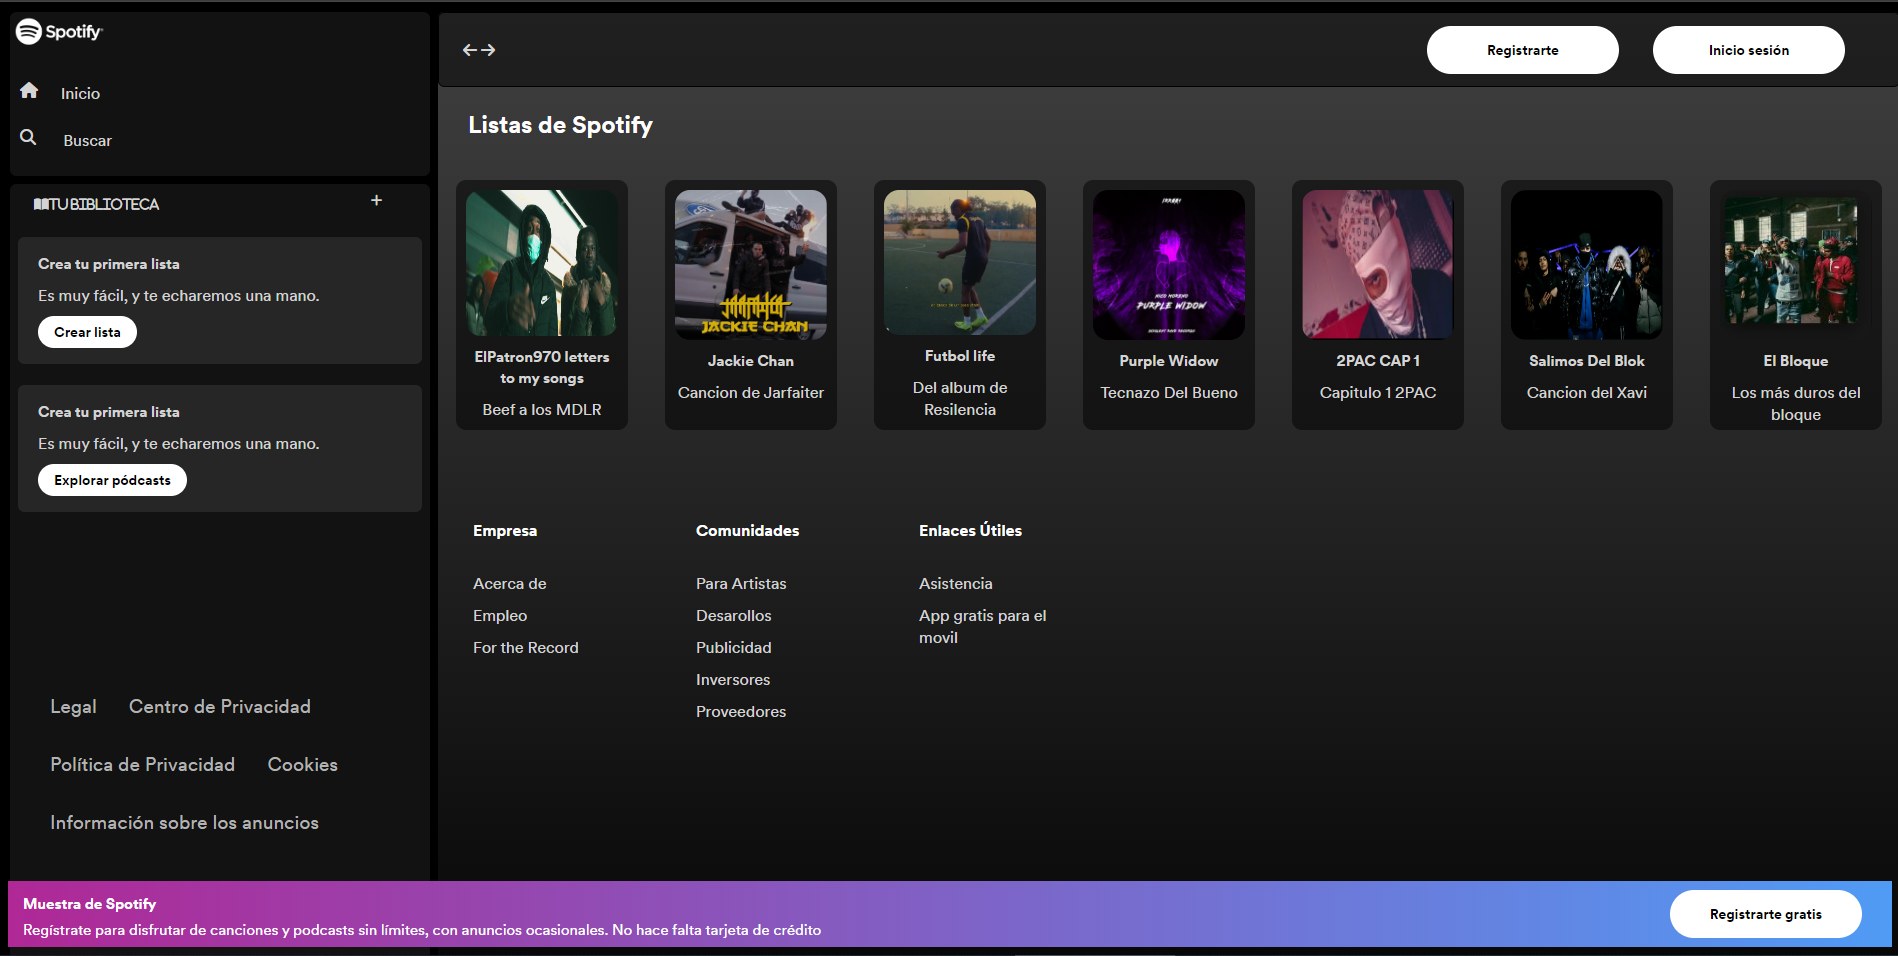 Spotify
Inicio
Buscar
TU BIBLIOTECA
+
Crea tu primera lista
Es muy fácil, y te echaremos una mano.
Crear lista
Crea tu primera lista
Es muy fácil, y te echaremos una mano.
Explorar pódcasts
Legal Centro de Privacidad
Política de Privacidad Cookies
Información sobre los anuncios
Registrarte
Inicio sesión
Listas de Spotify
ElPatron970 letters
to my songs
Beef a los MDLR
JACKIE CHAN
Jackie Chan
Cancion de Jarfaiter
Futbol life
Del album de
Resilencia
NICO MORENO
PURPLE WIDOW
Purple Widow
Tecnazo Del Bueno
2PAC CAP 1
Capitulo 1 2PAC
Salimos Del Blok
Cancion del Xavi
El Bloque
Los más duros del
bloque
Empresa
Acerca de
Empleo
For the Record
Comunidades
Para Artistas
Desarollos
Publicidad
Inversores
Proveedores
Enlaces Útiles
Asistencia
App gratis para el
movil
Muestra de Spotify
Regístrate para disfrutar de canciones y podcasts sin límites, con anuncios ocasionales. No hace falta tarjeta de crédito
Registrarte gratis